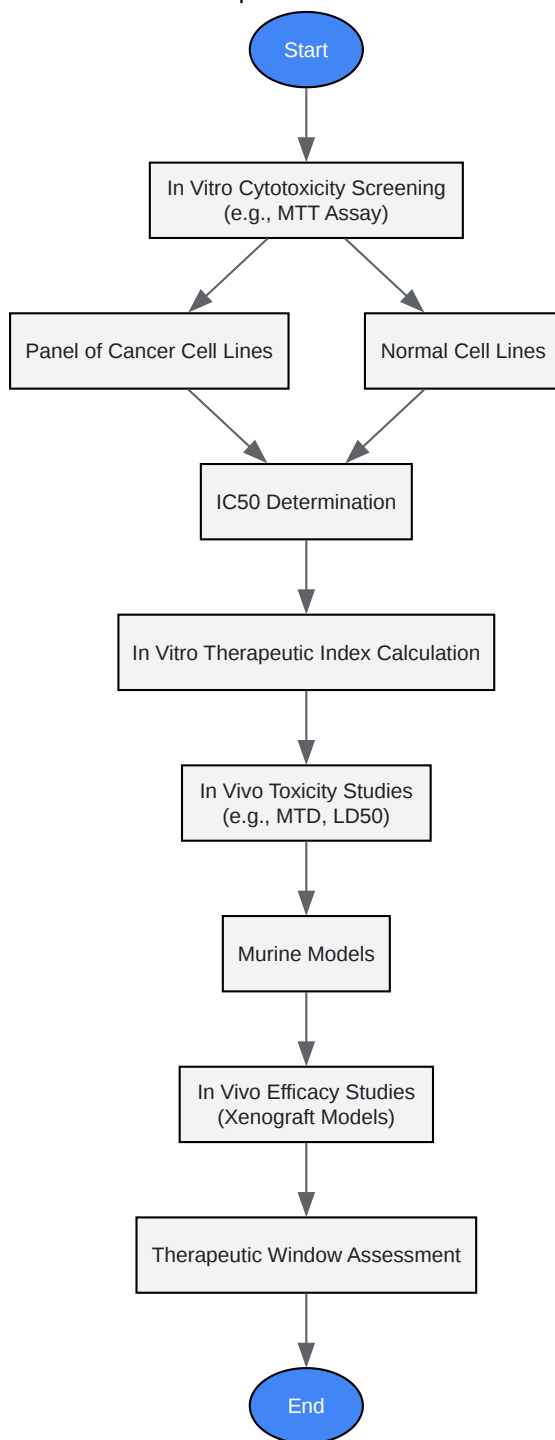 Start
In Vitro Cytotoxicity Screening
(e.g., MTT Assay)
Panel of Cancer Cell Lines
Normal Cell Lines
IC50 Determination
In Vitro Therapeutic Index Calculation
In Vivo Toxicity Studies
(e.g., MTD, LD50)
Murine Models
In Vivo Efficacy Studies
(Xenograft Models)
Therapeutic Window Assessment
End